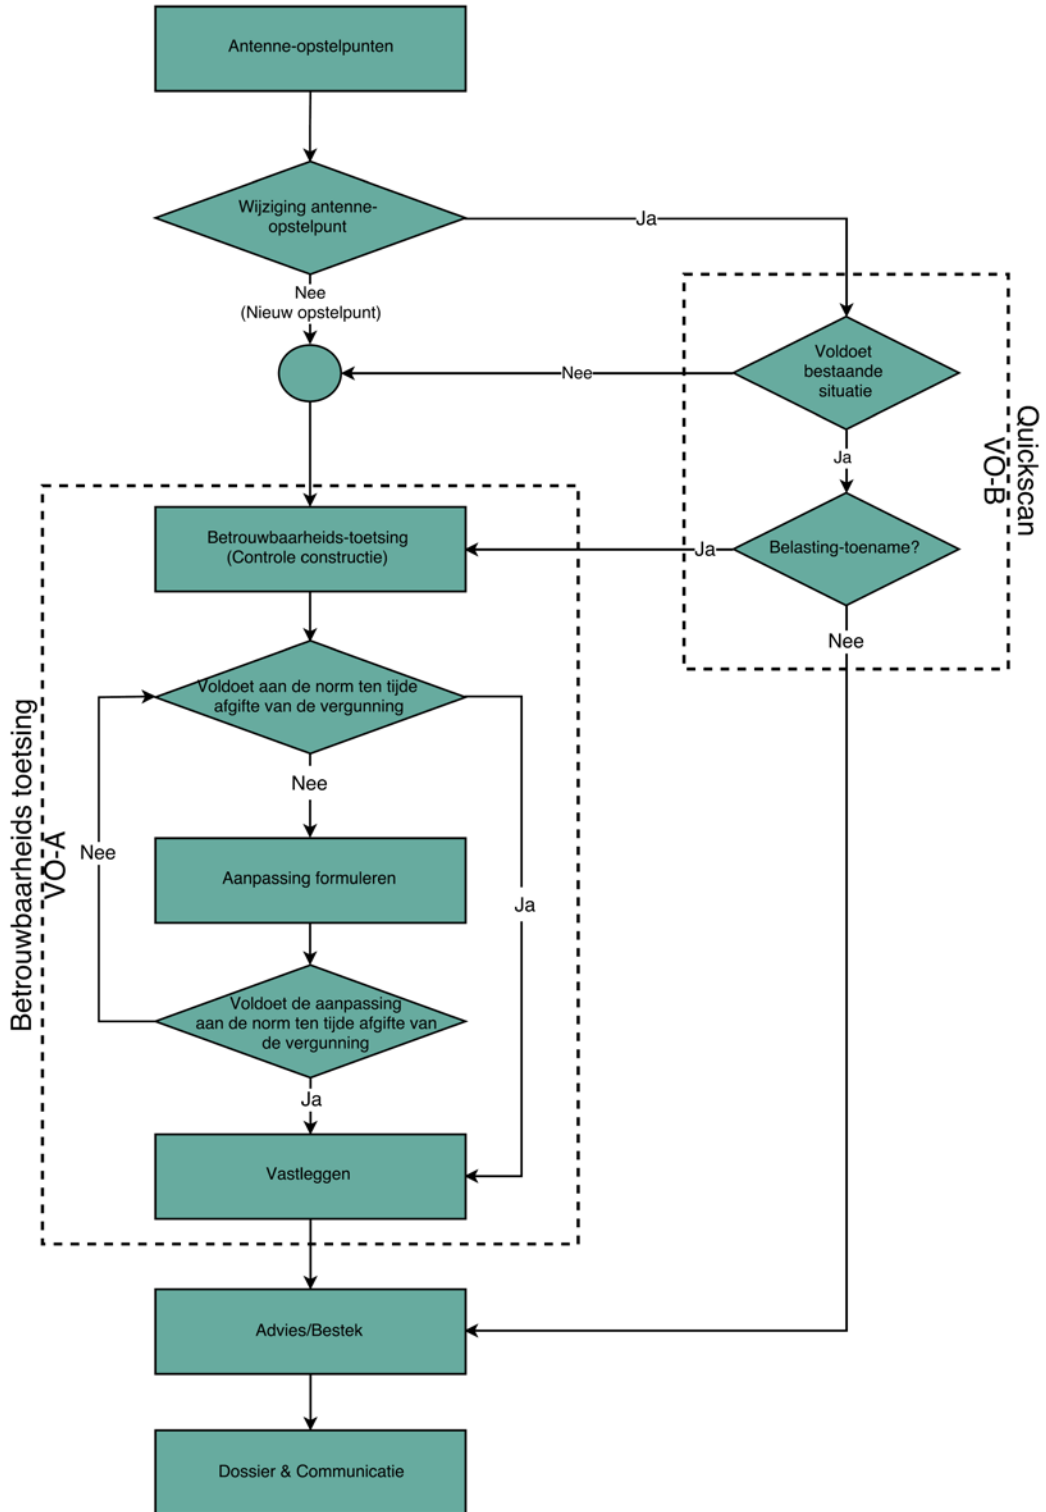 Antenne-opstelpunten
Wijziging antenne-
opstelpunt
Ja
Nee
(Nieuw opstelpunt)
Voldoet
bestaande
situatie
Nee
Ja
Quickscan
VO-B
Betrouwbaarheids-toetsing
(Controle constructie)
Ja
Belasting-toename?
Nee
Voldoet aan de norm ten tijde
afgifte van de vergunning
Nee
Betrouwbaarheids toetsing
VO-A
Nee
Aanpassing formuleren
Ja
Voldoet de aanpassing
aan de norm ten tijde afgifte van
de vergunning
Ja
Vastleggen
Advies/Bestek
Dossier & Communicatie